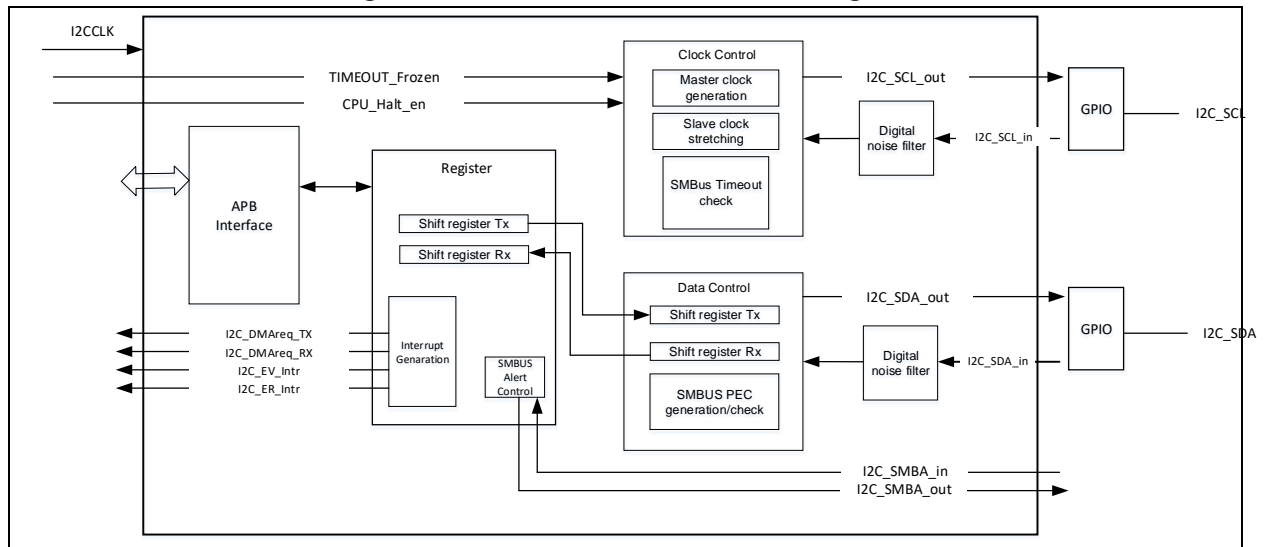 I2CCLK
TIMEOUT_Frozen
CPU_Halt_en
APB
Interface
Register
Shift register Tx
Shift register Rx
Interrupt
Genaration
SMBUS
Alert
Control
I2C_DMAreq_TX
I2C_DMAreq_RX
I2C_EV_Intr
I2C_ER_Intr
Clock Control
Master clock
generation
Slave clock
stretching
SMBus Timeout
check
I2C_SCL_out
Digital
noise filter
I2C_SCL_in
GPIO
I2C_SCL
Data Control
Shift register Tx
Shift register Rx
SMBUS PEC
generation/check
I2C_SDA_out
Digital
noise filter
I2C_SDA_in
GPIO
I2C_SDA
I2C_SMBA_in
I2C_SMBA_out